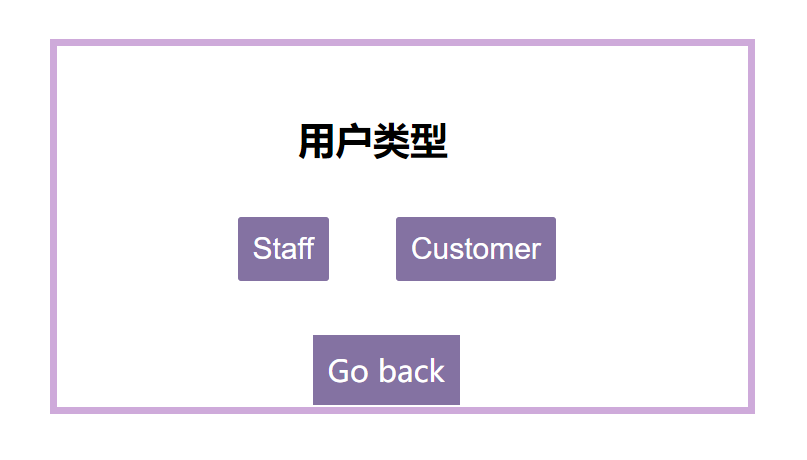 用户类型
Staff Customer
Go back